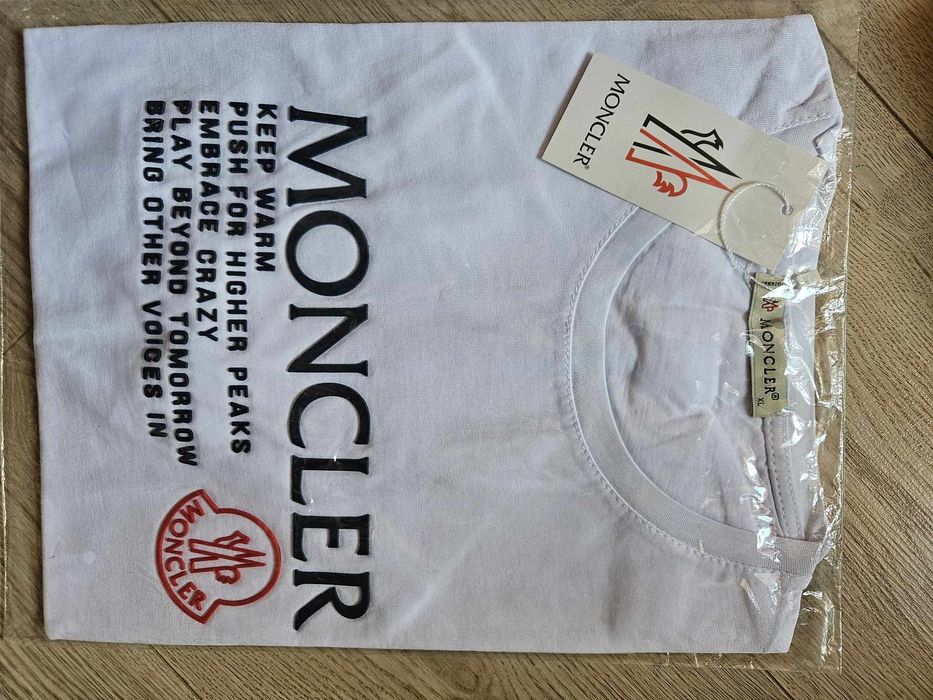 MONCLER
KEEP WARM
PUSH FOR HIGHER PEAKS
EMBRACE CRAZY
PLAY BEYOND TOMORROW
BRING OTHER VOICES IN
MONCLER
MONCLER®
MONCLER®
XL